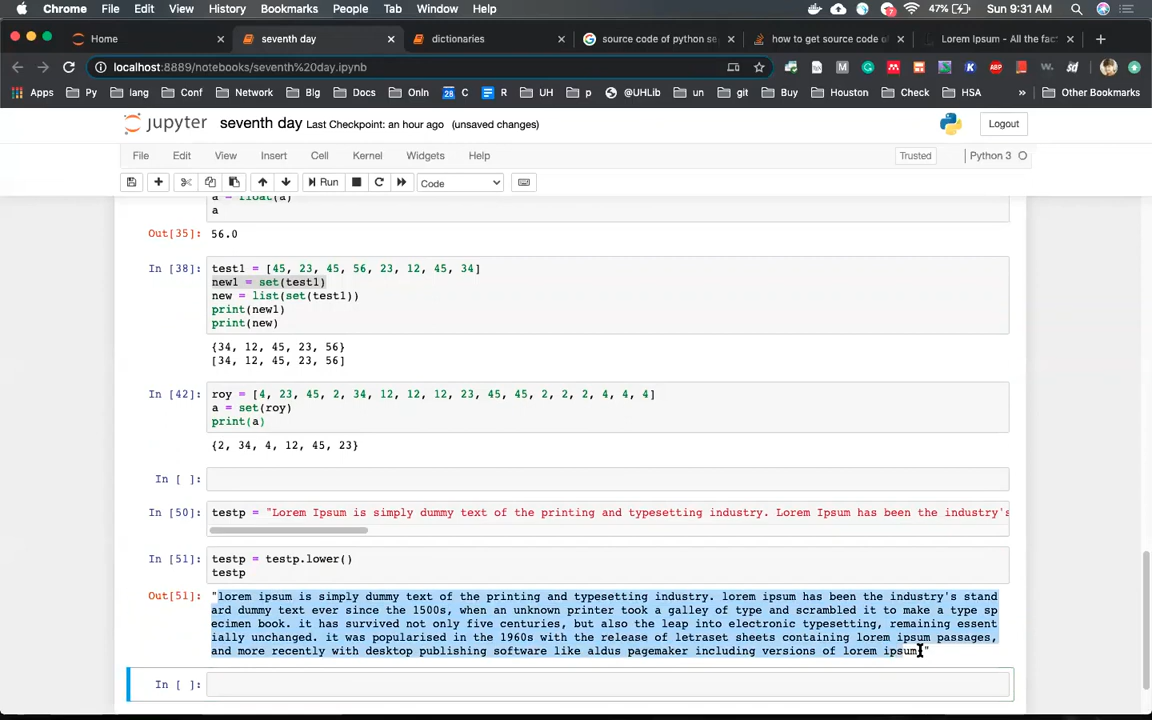 Chrome File Edit View History Bookmarks People Tab Window Help 7 47% Sun 9:31 AM
Home seventh day dictionaries source code of python se how to get source code of Lorem Ipsum - All the fac
localhost:8889/notebooks/seventh%20day.ipynb
Apps Py lang Conf Network Blg Docs OnIn 28 C R UH p @UHLib un git Buy Houston Check HSA » Other Bookmarks
jupyter seventh day Last Checkpoint: an hour ago (unsaved changes) Logout
File Edit View Insert Cell Kernel Widgets Help Trusted Python 3
Run Code
a = float(a)
a
Out[35]: 56.0
In [38]: test1 = [45, 23, 45, 56, 23, 12, 45, 34]
new1 = set(test1)
new = list(set(test1))
print(new1)
print(new)
{34, 12, 45, 23, 56}
[34, 12, 45, 23, 56]
In [42]: roy = [4, 23, 45, 2, 34, 12, 12, 12, 23, 45, 45, 2, 2, 2, 4, 4, 4]
a = set(roy)
print(a)
{2, 34, 4, 12, 45, 23}
In [ ]:
In [50]: testp = "Lorem Ipsum is simply dummy text of the printing and typesetting industry. Lorem Ipsum has been the industry's
In [51]: testp = testp.lower()
testp
Out[51]: "lorem ipsum is simply dummy text of the printing and typesetting industry. lorem ipsum has been the industry's stand
ard dummy text ever since the 1500s, when an unknown printer took a galley of type and scrambled it to make a type sp
ecimen book. it has survived not only five centuries, but also the leap into electronic typesetting, remaining essent
ially unchanged. it was popularised in the 1960s with the release of letraset sheets containing lorem ipsum passages,
and more recently with desktop publishing software like aldus pagemaker including versions of lorem ipsum."
In [ ]: